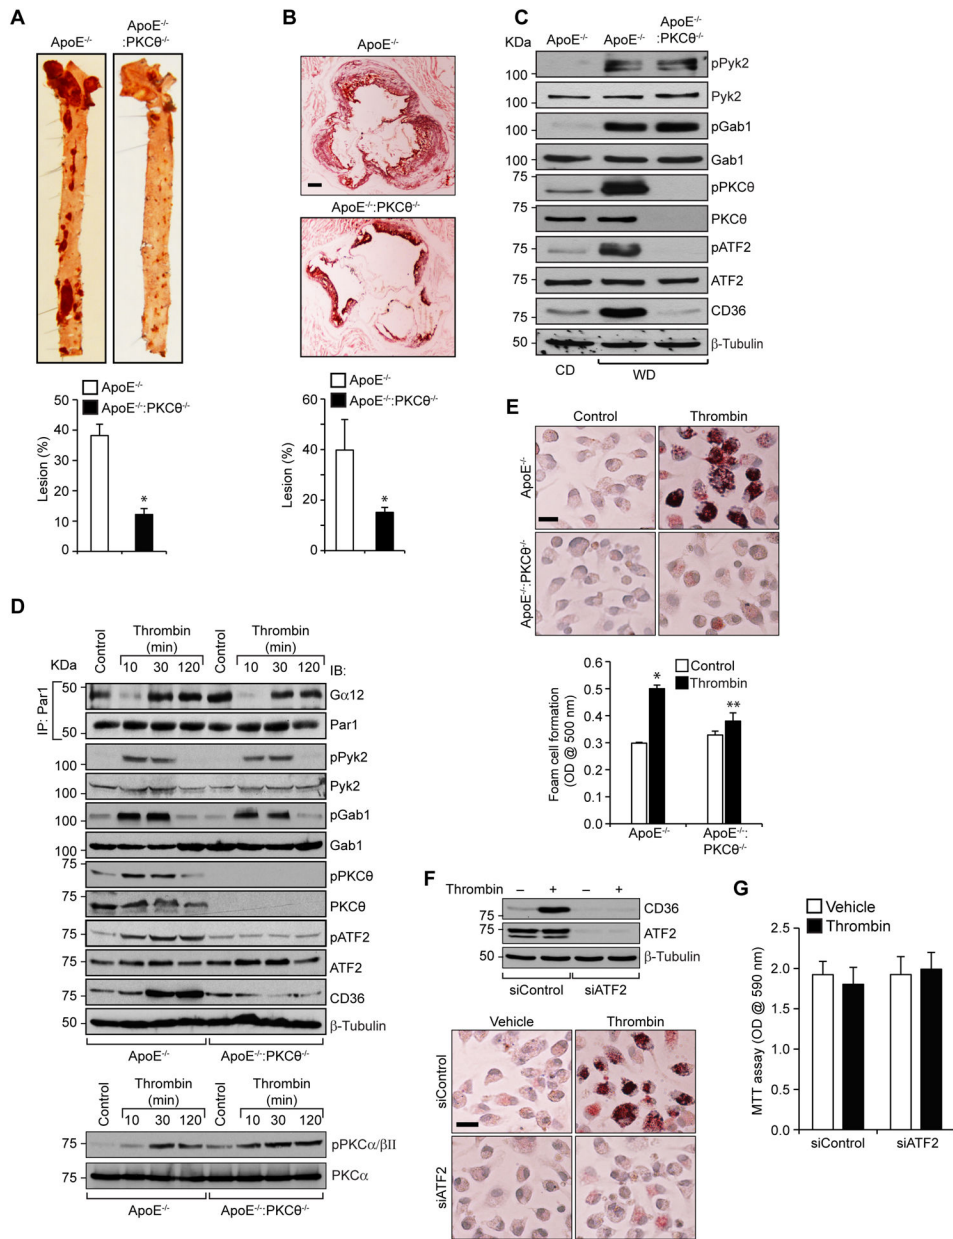 A
ApoE-/-
ApoE-/-
:PKCθ-/-
ApoE-/-
ApoE-/-:PKCθ-/-
Lesion (%)
50
40
30
20
10
0
*
B
ApoE-/-
ApoE-/-:PKCθ-/-
ApoE-/-
ApoE-/-:PKCθ-/-
Lesion (%)
60
40
20
0
*
C
KDa
ApoE-/-
ApoE-/-
ApoE-/-
:PKCθ-/-
100
pPyk2
100
Pyk2
100
pGab1
100
Gab1
75
pPKCθ
75
PKCθ
75
pATF2
75
ATF2
75
CD36
50
β-Tubulin
CD
WD
D
KDa
Control
Thrombin
(min)
10 30 120
Control
Thrombin
(min)
10 30 120
IB:
IP: Par1
50
Gα12
50
Par1
100
pPyk2
100
Pyk2
100
pGab1
100
Gab1
75
pPKCθ
75
PKCθ
75
pATF2
75
ATF2
75
CD36
50
β-Tubulin
ApoE-/-
ApoE-/-:PKCθ-/-
Control
Thrombin
(min)
10 30 120
Control
Thrombin
(min)
10 30 120
75
pPKCα/βII
75
PKCα
ApoE-/-
ApoE-/-:PKCθ-/-
E
Control
Thrombin
ApoE-/-
ApoE-/-:PKCθ-/-
Control
Thrombin
Foam cell formation
(OD @ 500 nm)
0.6
0.5
0.4
0.3
0.2
0.1
0.0
*
**
ApoE-/-
ApoE-/-:
PKCθ-/-
F
Thrombin – + – +
75
CD36
75
ATF2
50
β-Tubulin
siControl
siATF2
Vehicle
Thrombin
siControl
siATF2
G
Vehicle
Thrombin
MTT assay (OD @ 590 nm)
2.5
2.0
1.5
1.0
0.5
0.0
siControl
siATF2